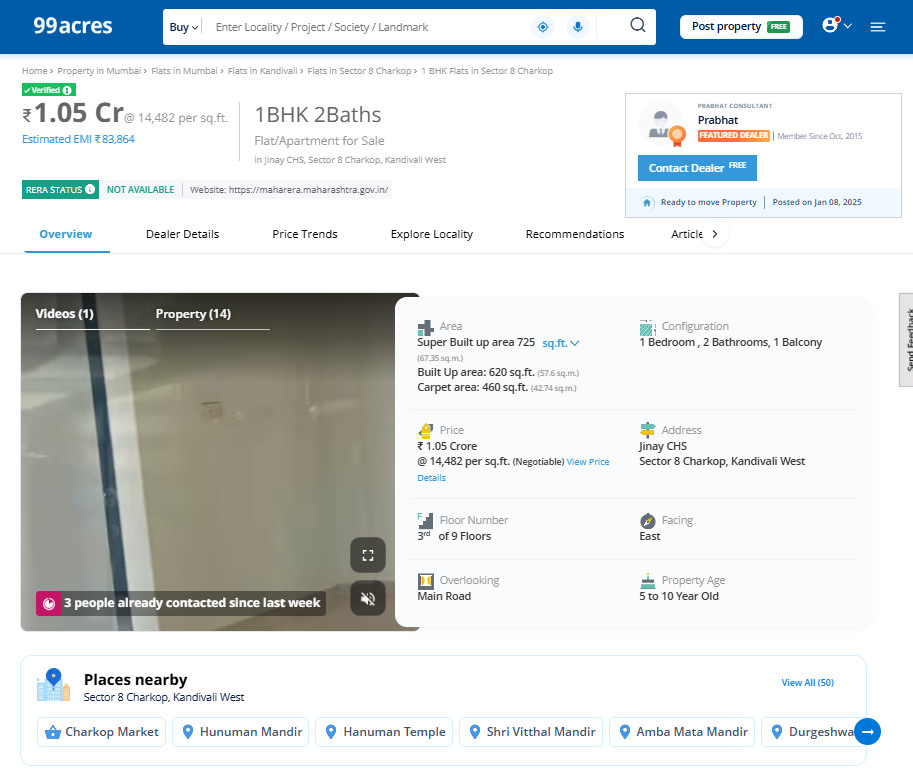 99acres
Buy
Enter Locality / Project / Society / Landmark
Post property FREE
Home › Property in Mumbai › Flats in Mumbai › Flats in Kandivali › Flats in Sector 8 Charkop › 1 BHK Flats in Sector 8 Charkop
Verified
₹1.05 Cr @ 14,482 per sq.ft.
Estimated EMI ₹ 83,864
1BHK 2Baths
Flat/Apartment for Sale
in Jinay CHS, Sector 8 Charkop, Kandivali West
PRABHAT CONSULTANT
Prabhat
FEATURED DEALER | Member Since Oct, 2015
Contact Dealer FREE
Ready to move Property | Posted on Jan 08, 2025
RERA STATUS NOT AVAILABLE | Website: https://maharera.maharashtra.gov.in/
Overview Dealer Details Price Trends Explore Locality Recommendations Article
Videos (1) Property (14)
3 people already contacted since last week
Area
Super Built up area 725 sq.ft.
(67.35 sq.m.)
Built Up area: 620 sq.ft. (57.6 sq.m.)
Carpet area: 460 sq.ft. (42.74 sq.m.)
Configuration
1 Bedroom , 2 Bathrooms, 1 Balcony
Price
₹ 1.05 Crore
@ 14,482 per sq.ft. (Negotiable) View Price
Details
Address
Jinay CHS
Sector 8 Charkop, Kandivali West
Floor Number
3rd of 9 Floors
Facing
East
Overlooking
Main Road
Property Age
5 to 10 Year Old
Send Feedback
Places nearby
Sector 8 Charkop, Kandivali West
View All (50)
Charkop Market Hunuman Mandir Hanuman Temple Shri Vitthal Mandir Amba Mata Mandir Durgeshwa